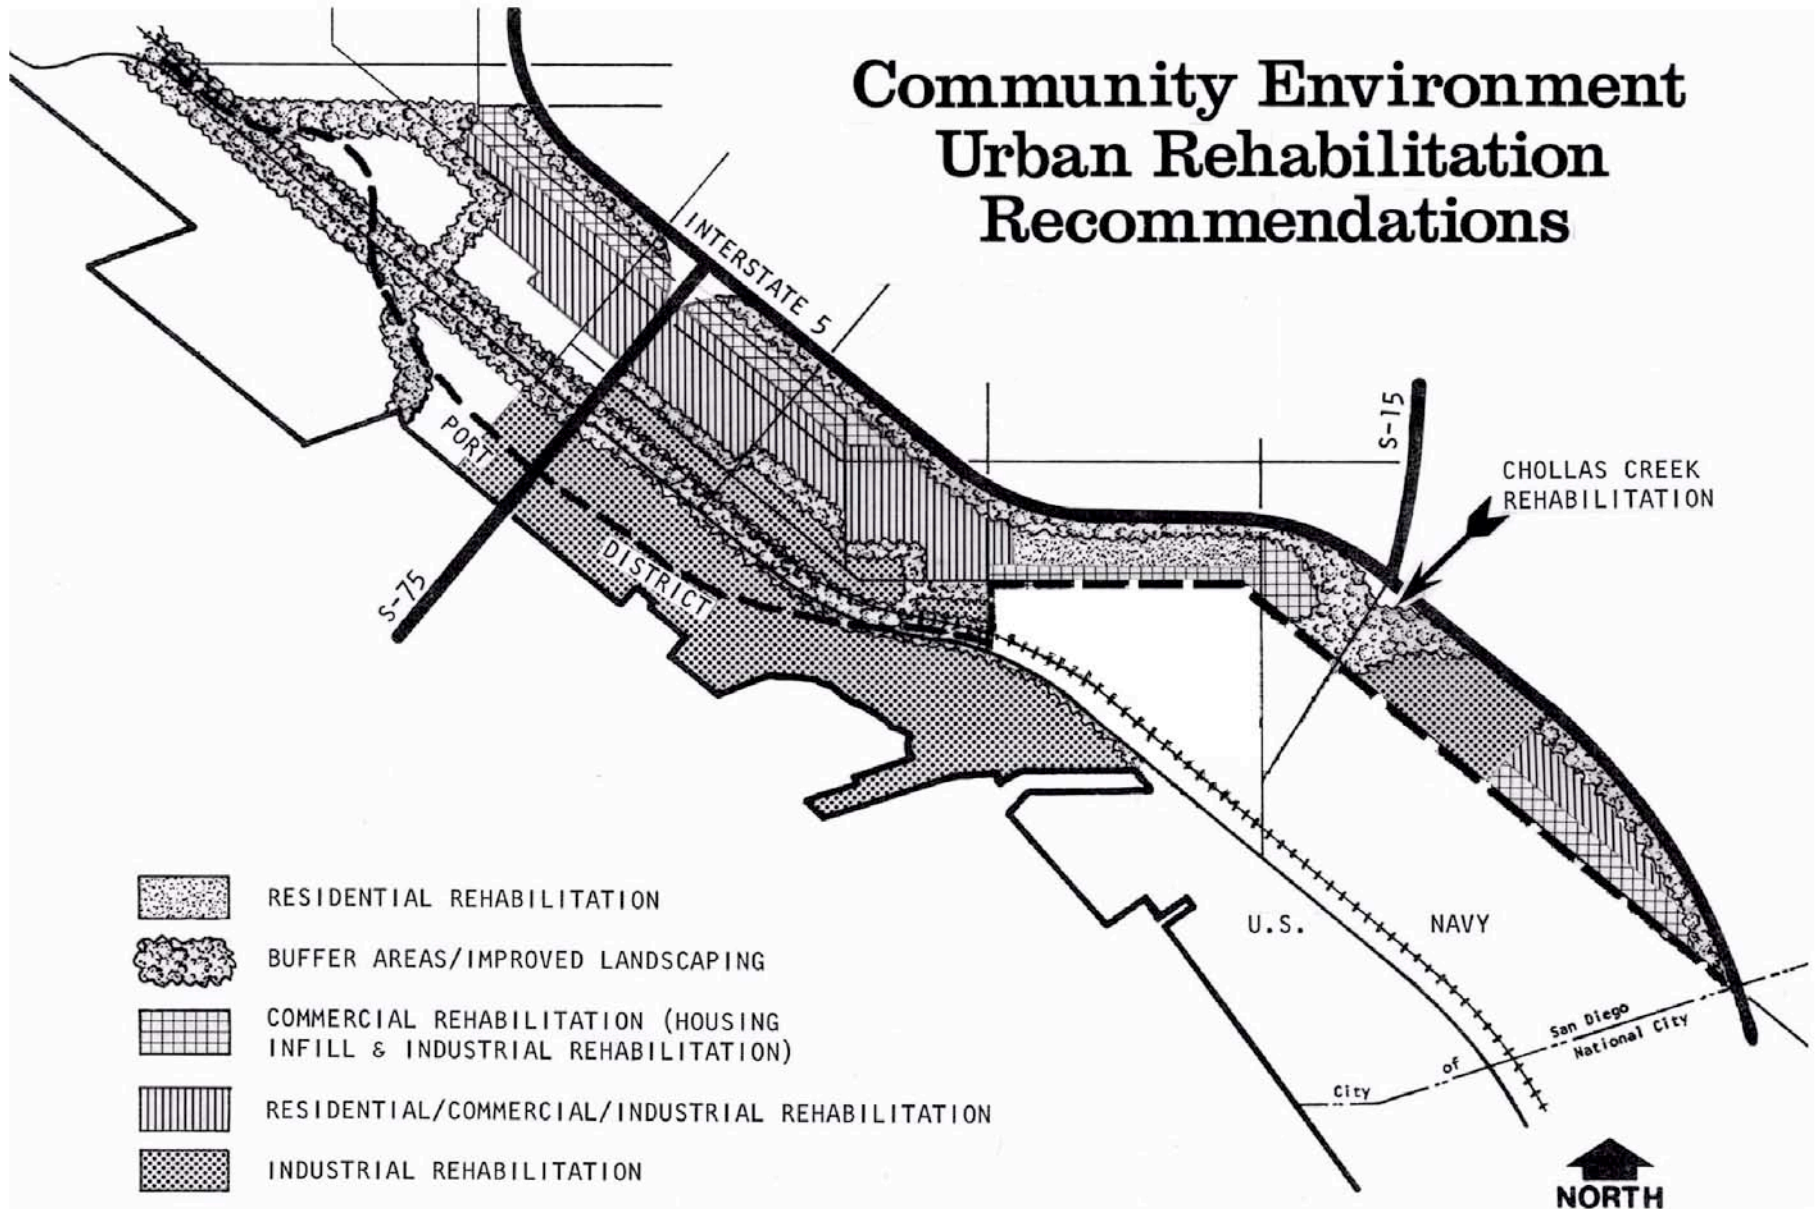 Community Environment
Urban Rehabilitation
Recommendations
INTERSTATE 5
S-15
CHOLLAS CREEK
REHABILITATION
PORT
DISTRICT
S-75
RESIDENTIAL REHABILITATION
BUFFER AREAS/IMPROVED LANDSCAPING
COMMERCIAL REHABILITATION (HOUSING
INFILL & INDUSTRIAL REHABILITATION)
RESIDENTIAL/COMMERCIAL/INDUSTRIAL REHABILITATION
INDUSTRIAL REHABILITATION
U.S. NAVY
City of San Diego
National City
NORTH